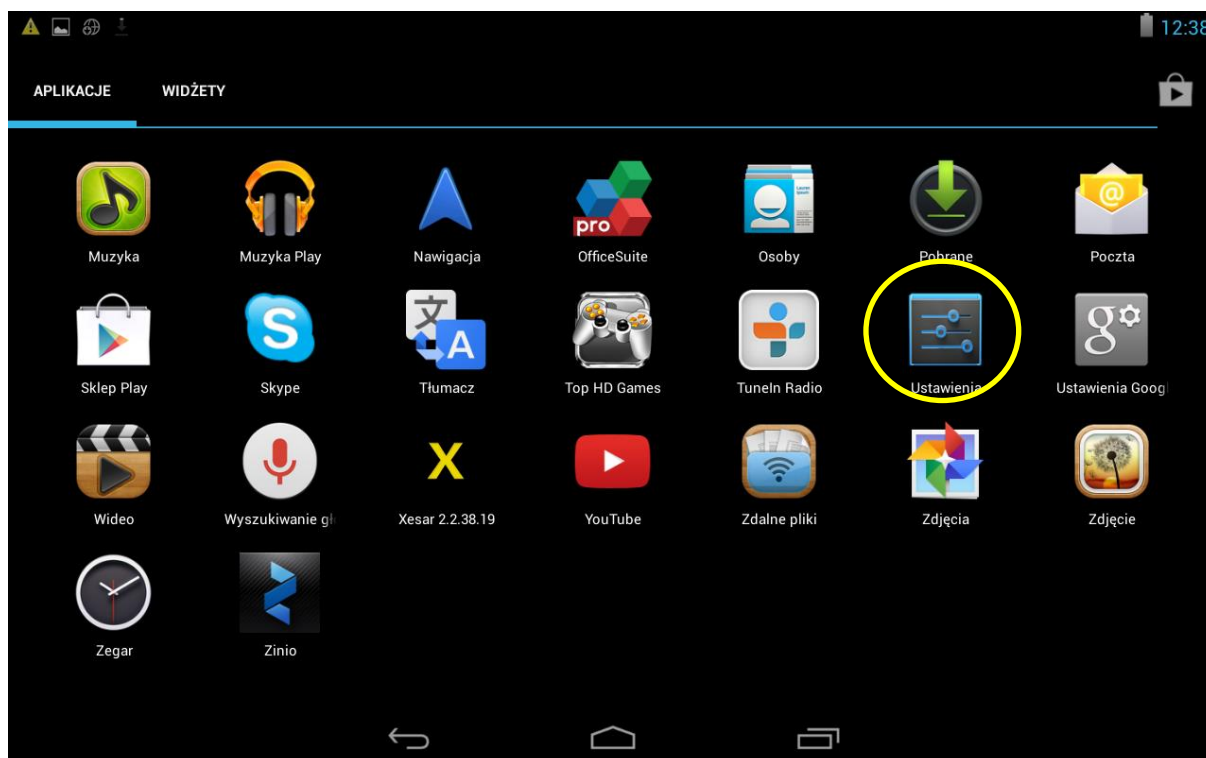 12:38
APLIKACJE WIDŻETY
pro
Muzyka Muzyka Play Nawigacja OfficeSuite Osoby Pobrane Poczta
Sklep Play Skype Tłumacz Top HD Games TuneIn Radio Ustawienia Ustawienia Goog
Wideo Wyszukiwanie gł Xesar 2.2.38.19 YouTube Zdalne pliki Zdjęcia Zdjęcie
Zegar Zinio